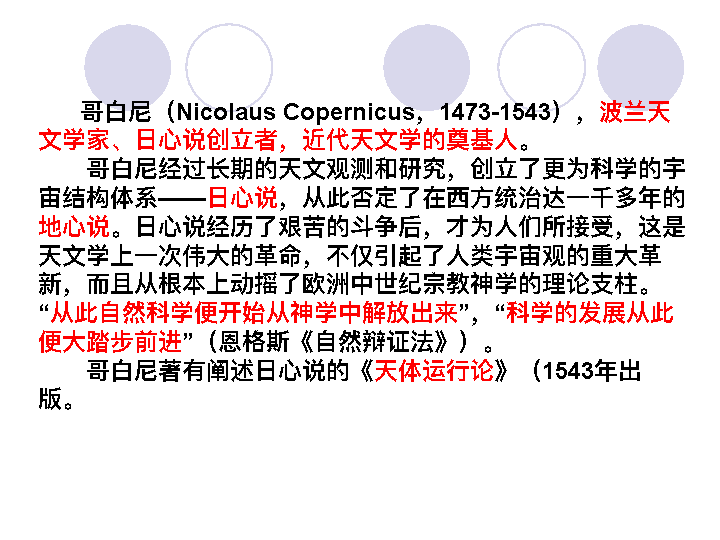 哥白尼（Nicolaus Copernicus，1473-1543），波兰天
文学家、日心说创立者，近代天文学的奠基人。
哥白尼经过长期的天文观测和研究，创立了更为科学的宇
宙结构体系——日心说，从此否定了在西方统治达一千多年的
地心说。日心说经历了艰苦的斗争后，才为人们所接受，这是
天文学上一次伟大的革命，不仅引起了人类宇宙观的重大革
新，而且从根本上动摇了欧洲中世纪宗教神学的理论支柱。
“从此自然科学便开始从神学中解放出来”，“科学的发展从此
便大踏步前进”（恩格斯《自然辩证法》）。
哥白尼著有阐述日心说的《天体运行论》（1543年出
版。